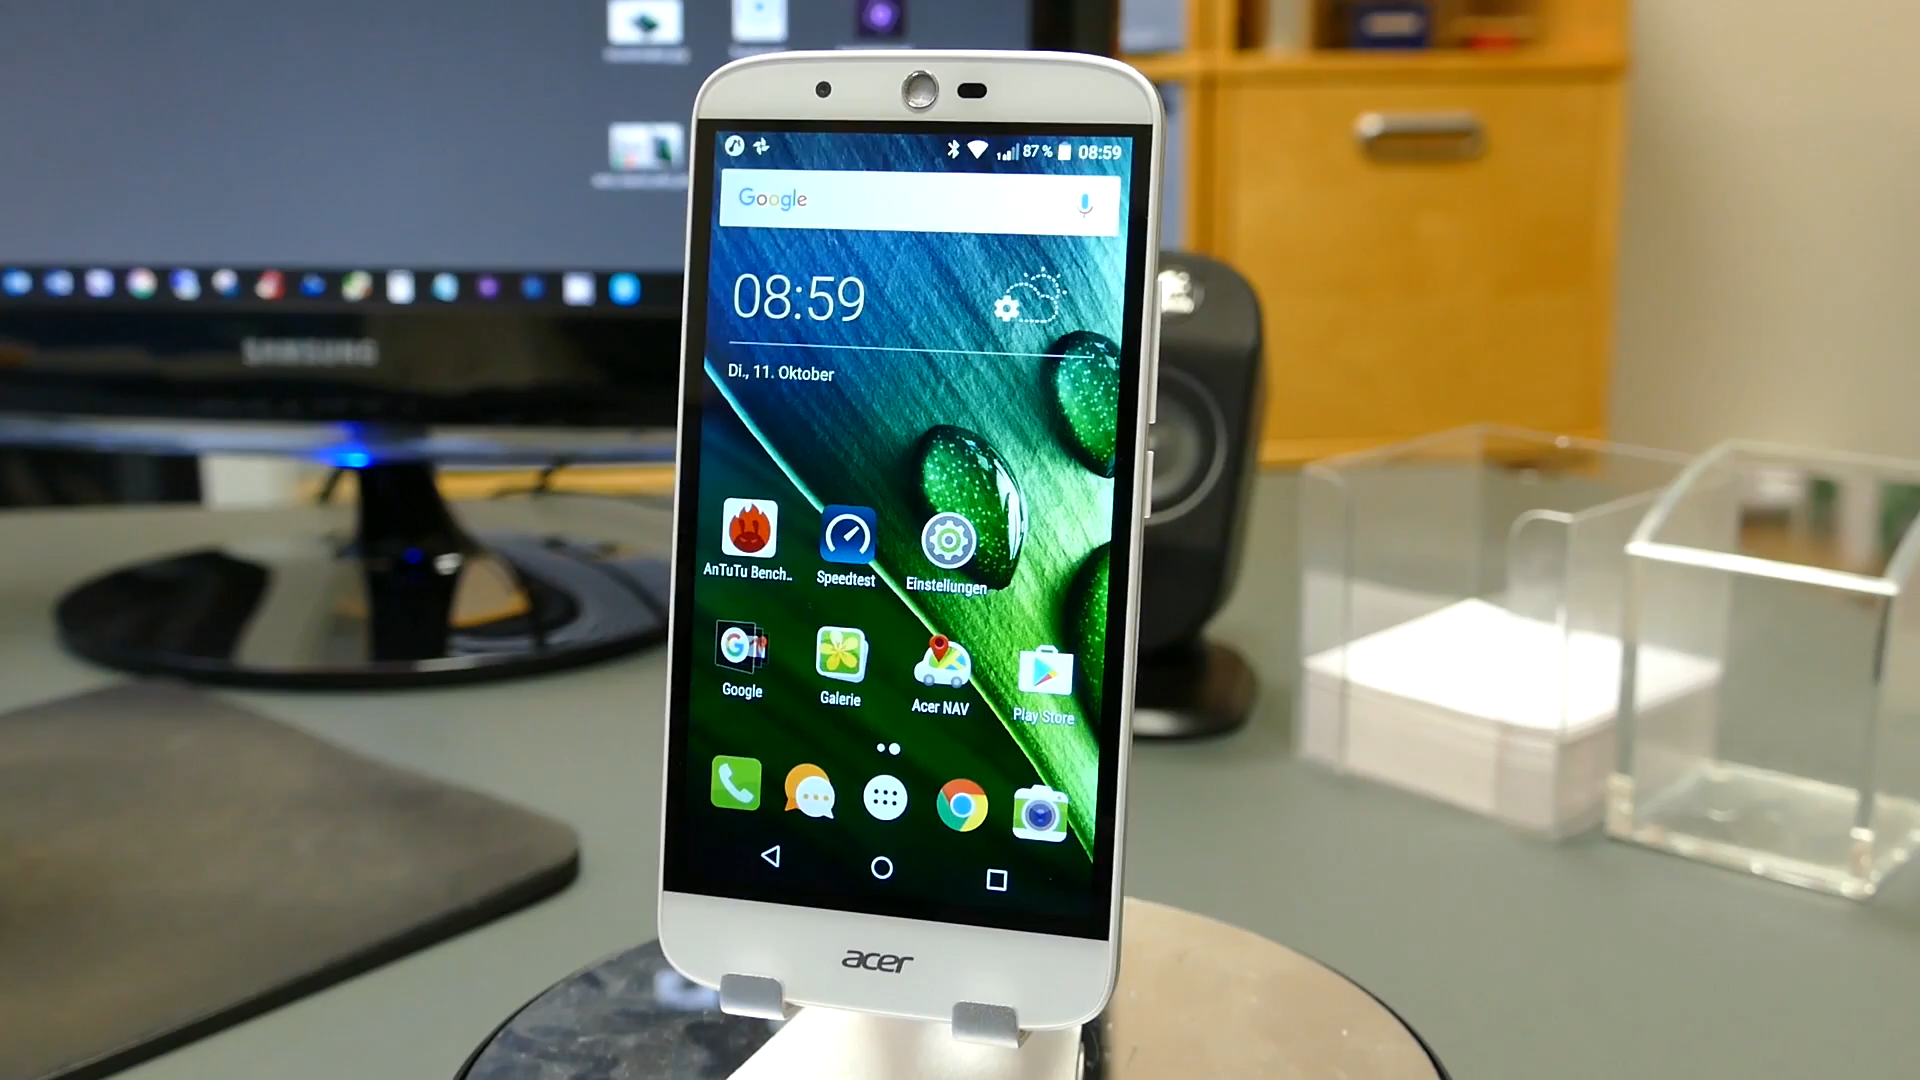 87 % 08:59
Google
08:59
Di., 11. Oktober
AnTuTu Bench..
Speedtest
Einstellungen
Google
Galerie
Acer NAV
Play Store
acer
SAMSUNG